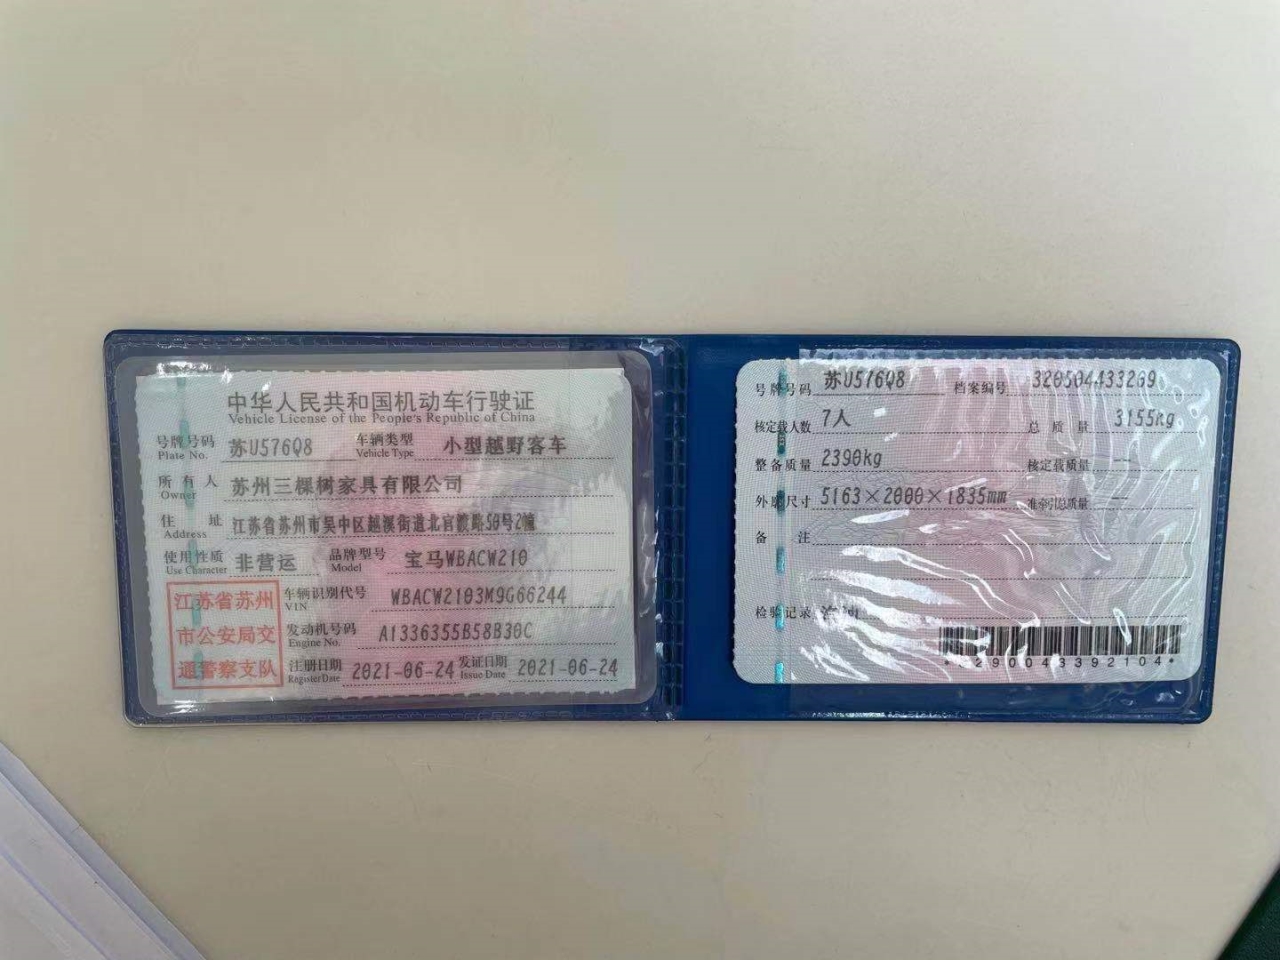 中华人民共和国机动车行驶证
Vehicle License of the People's Republic of China
号牌号码 苏U576Q8 车辆类型 小型越野客车
Plate No. Vehicle Type
所有人 苏州三棵树家具有限公司
Owner
住址 江苏省苏州市吴中区越溪街道北官渡路50号2幢
Address
使用性质 非营运 品牌型号 宝马WBACW210
Use Character Model
江苏省苏州
市公安局交
通警察支队
车辆识别代号 WBACW2103M9G66244
VIN
发动机号码 A1336355B58B30C
Engine No.
注册日期 2021-06-24 发证日期 2021-06-24
Register Date Issue Date
号牌号码 苏U576Q8 档案编号 320504433209
核定载人数 7人 总质量 3155kg
整备质量 2390kg 核定载质量 --
外廓尺寸 5163×2000×1835mm 准牵引总质量 --
备注
检验记录
*2900433392104*